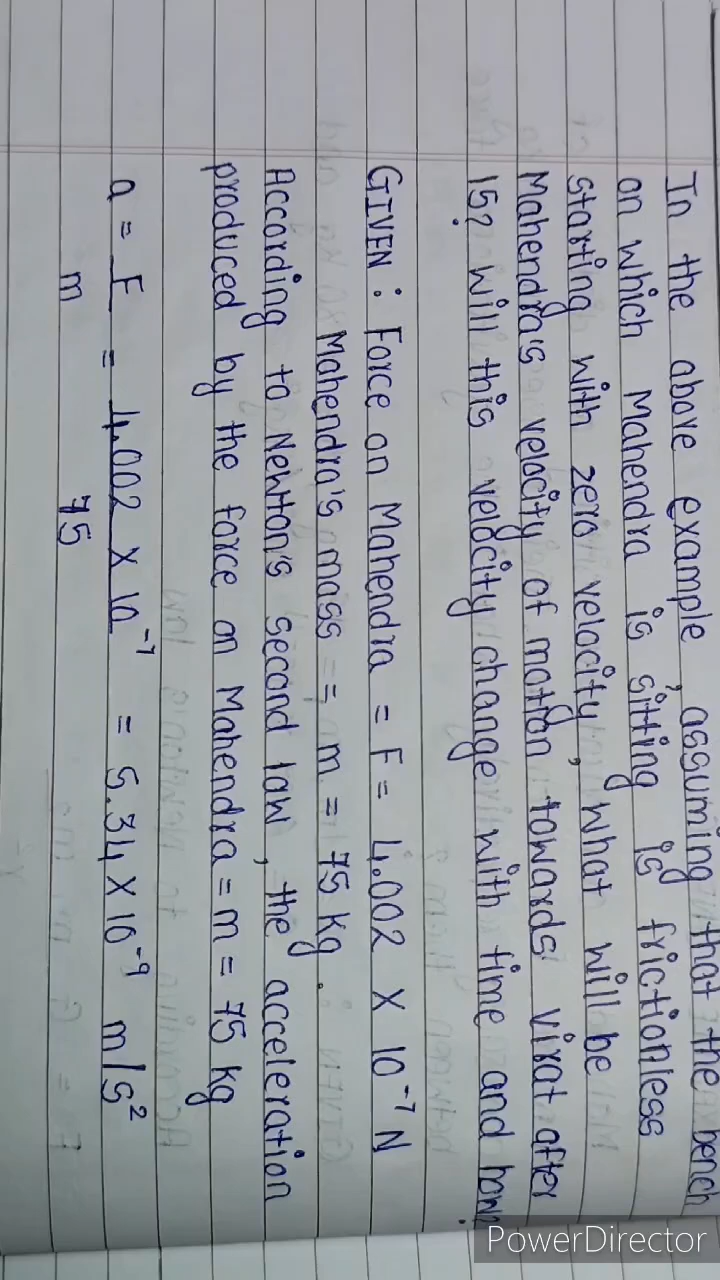 In the above example, assuming that the bench
on which Mahendra is sitting is frictionless
starting with zero velocity, what will be
Mahendra's velocity of motion towards virat after
1s? will this velocity change with time and how?
GIVEN : Force on Mahendra = F = 4.002 × 10⁻⁷ N
Mahendra's mass = m = 75 kg.
According to Newton's second law, the acceleration
produced by the force on Mahendra = m = 75 kg
a = F/m = 4.002 × 10⁻⁷/75 = 5.34 × 10⁻⁹ m/s²
PowerDirector